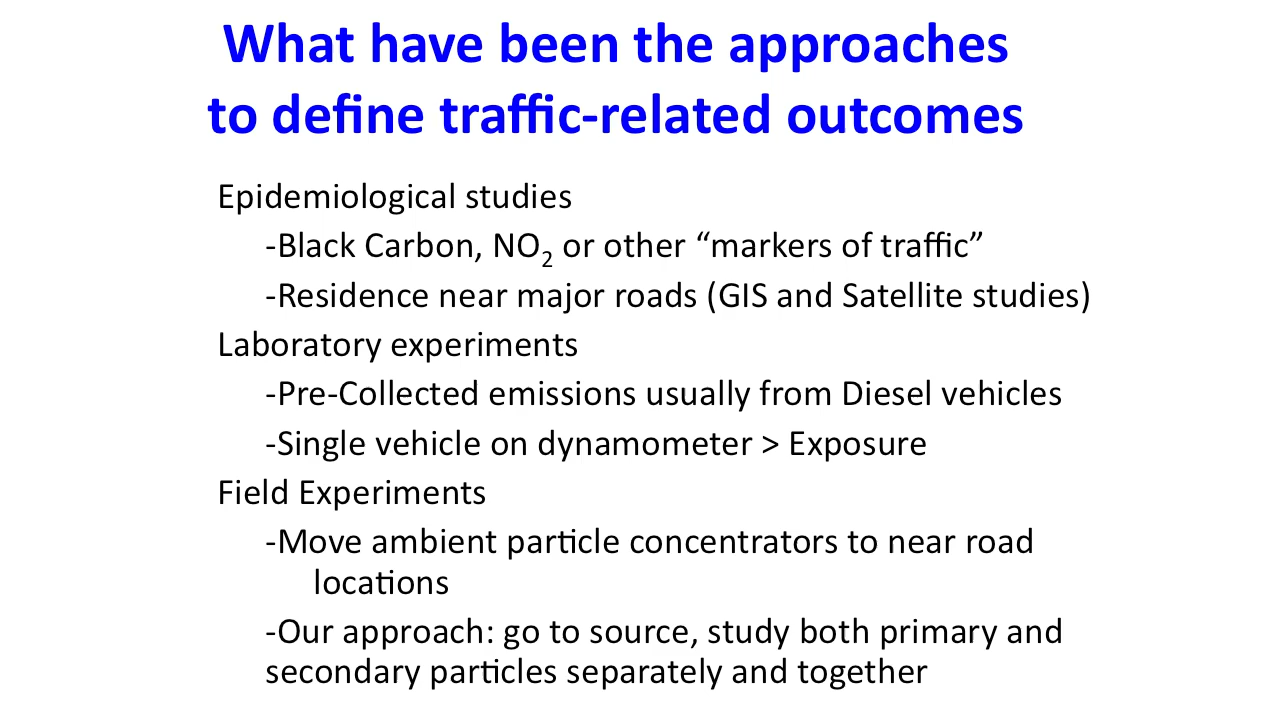 What have been the approaches
to define traffic-related outcomes
Epidemiological studies
-Black Carbon, NO₂ or other “markers of traffic”
-Residence near major roads (GIS and Satellite studies)
Laboratory experiments
-Pre-Collected emissions usually from Diesel vehicles
-Single vehicle on dynamometer > Exposure
Field Experiments
-Move ambient particle concentrators to near road
locations
-Our approach: go to source, study both primary and
secondary particles separately and together